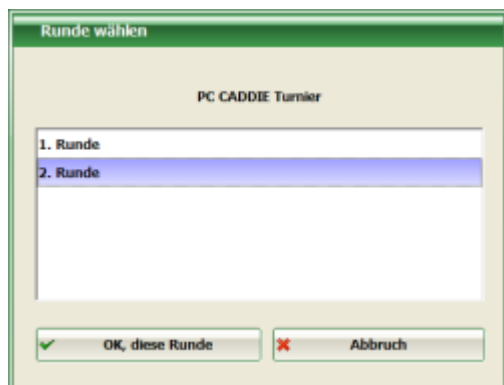 Runde wählen
PC CADDIE Turnier
1. Runde
2. Runde
OK, diese Runde
Abbruch